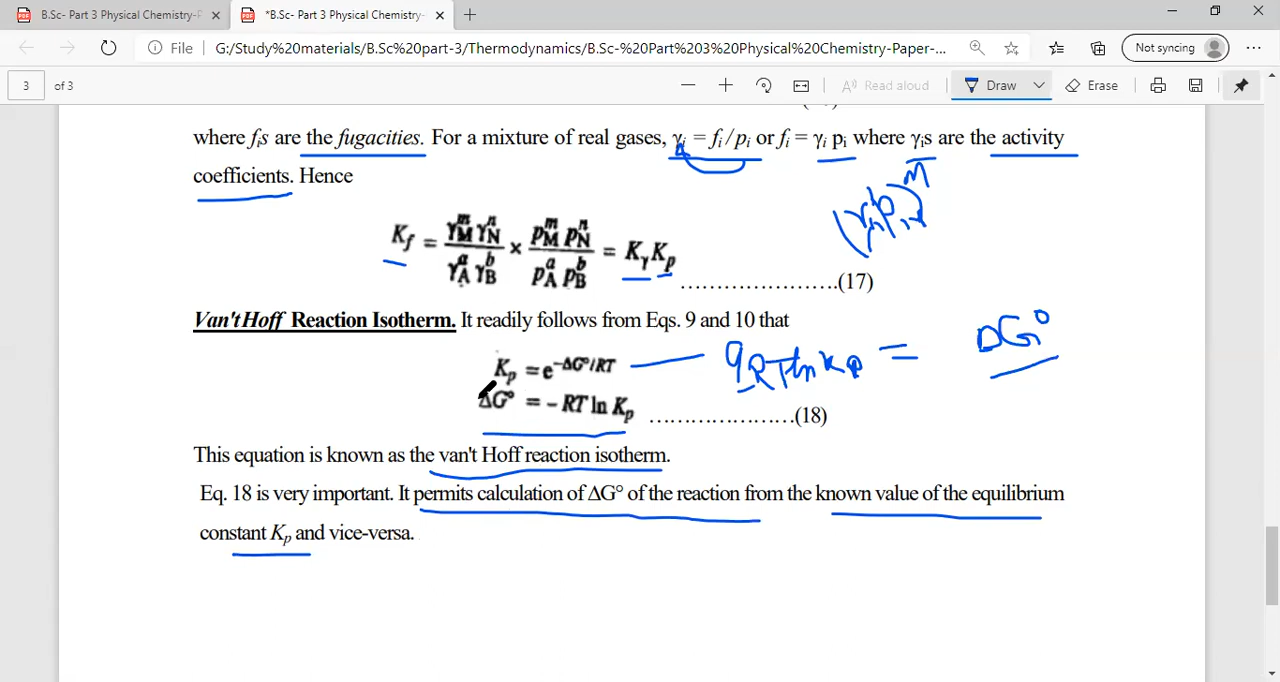 B.Sc- Part 3 Physical Chemistry-P
*B.Sc- Part 3 Physical Chemistry-
File G:/Study%20materials/B.Sc%20part-3/Thermodynamics/B.Sc-%20Part%203%20Physical%20Chemistry-Paper-... Not syncing
3 of 3 Read aloud Draw Erase
where fᵢs are the fugacities. For a mixture of real gases, γᵢ = fᵢ/pᵢ or fᵢ = γᵢ pᵢ where γᵢs are the activity
coefficients. Hence
M
K_f = (γ_M^m γ_N^n)/(γ_A^a γ_B^b) × (p_M^m p_N^n)/(p_A^a p_B^b) = K_γ K_p .......................(17)
Van't Hoff Reaction Isotherm. It readily follows from Eqs. 9 and 10 that
K_p = e^(-ΔG°/RT) RT ln Kp = ΔG°
ΔG° = - RT ln K_p .....................(18)
This equation is known as the van't Hoff reaction isotherm.
Eq. 18 is very important. It permits calculation of ΔG° of the reaction from the known value of the equilibrium
constant K_p and vice-versa.